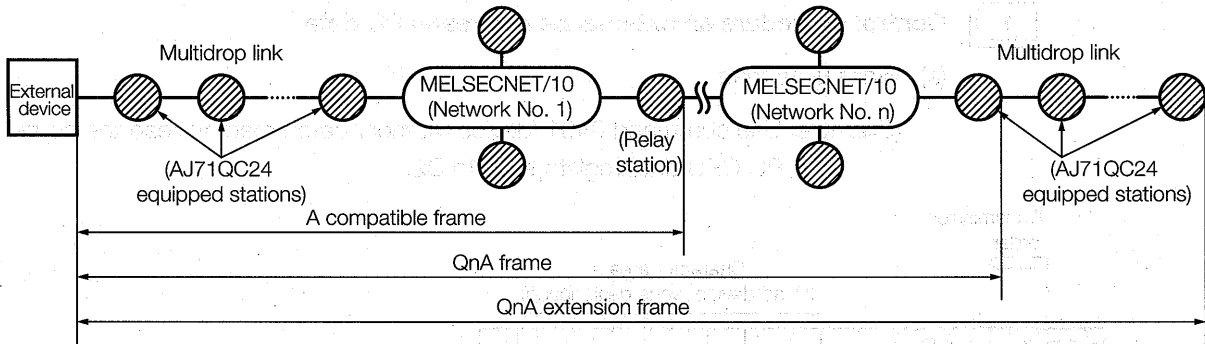 Multidrop link
Multidrop link
External
device
MELSECNET/10
(Network No. 1)
MELSECNET/10
(Network No. n)
(AJ71QC24
equipped stations)
(Relay
station)
(AJ71QC24
equipped stations)
A compatible frame
QnA frame
QnA extension frame